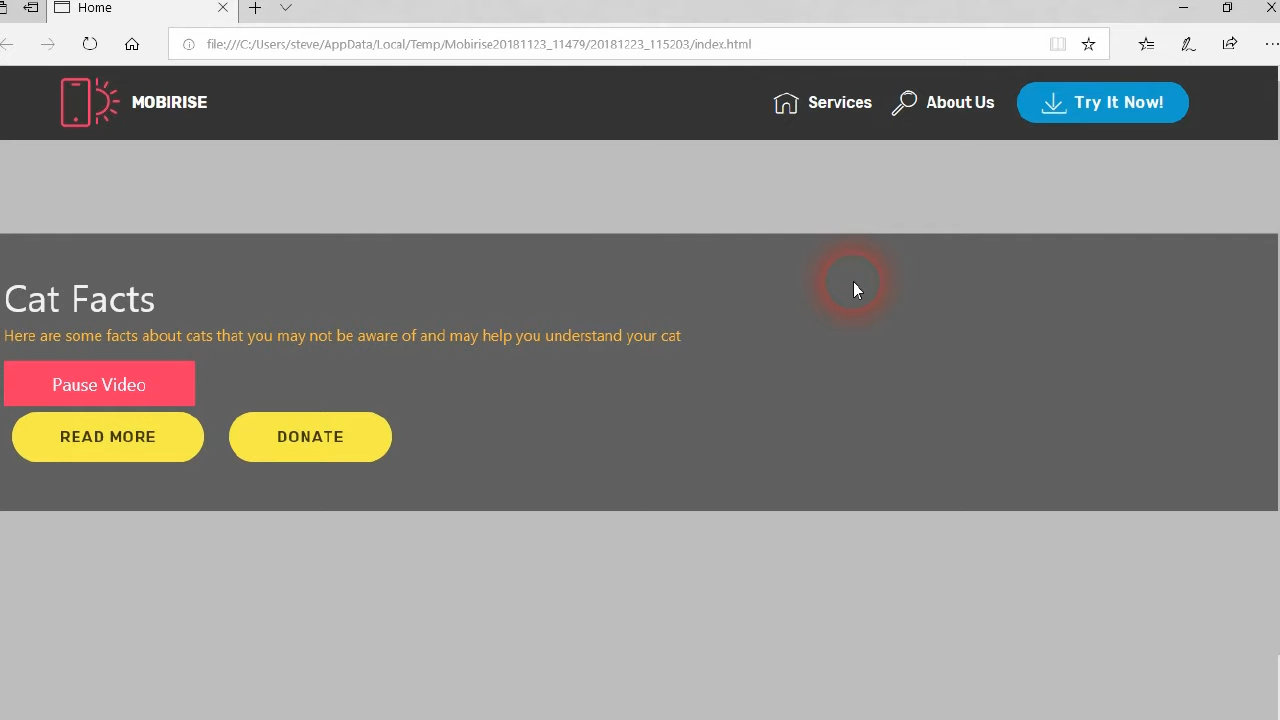 Home
file:///C:/Users/steve/AppData/Local/Temp/Mobirise20181123_11479/20181223_115203/index.html
MOBIRISE
Services
About Us
Try It Now!
Cat Facts
Here are some facts about cats that you may not be aware of and may help you understand your cat
Pause Video
READ MORE
DONATE